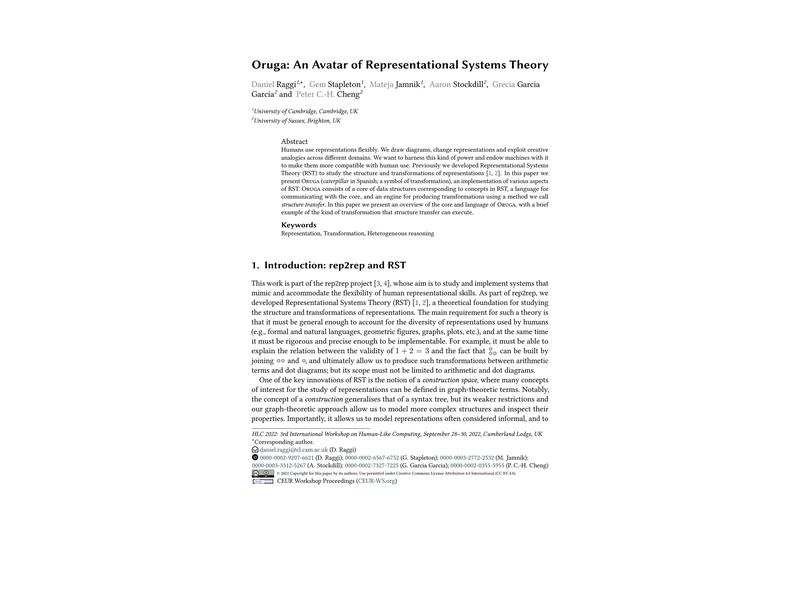 Oruga: An Avatar of Representational Systems Theory
Daniel Raggi1,*, Gem Stapleton1, Mateja Jamnik1, Aaron Stockdill2, Grecia Garcia
Garcia2 and Peter C.-H. Cheng2
1University of Cambridge, Cambridge, UK
2University of Sussex, Brighton, UK
Abstract
Humans use representations flexibly. We draw diagrams, change representations and exploit creative
analogies across different domains. We want to harness this kind of power and endow machines with it
to make them more compatible with human use. Previously we developed Representational Systems
Theory (RST) to study the structure and transformations of representations [1, 2]. In this paper we
present Oruga (caterpillar in Spanish; a symbol of transformation), an implementation of various aspects
of RST. Oruga consists of a core of data structures corresponding to concepts in RST, a language for
communicating with the core, and an engine for producing transformations using a method we call
structure transfer. In this paper we present an overview of the core and language of Oruga, with a brief
example of the kind of transformation that structure transfer can execute.
Keywords
Representation, Transformation, Heterogeneous reasoning
1. Introduction: rep2rep and RST
This work is part of the rep2rep project [3, 4], whose aim is to study and implement systems that
mimic and accommodate the flexibility of human representational skills. As part of rep2rep, we
developed Representational Systems Theory (RST) [1, 2], a theoretical foundation for studying
the structure and transformations of representations. The main requirement for such a theory is
that it must be general enough to account for the diversity of representations used by humans
(e.g., formal and natural languages, geometric figures, graphs, plots, etc.), and at the same time
it must be rigorous and precise enough to be implementable. For example, it must be able to
explain the relation between the validity of 1 + 2 = 3 and the fact that can be built by
joining ∘∘ and ∘, and ultimately allow us to produce such transformations between arithmetic
terms and dot diagrams; but its scope must not be limited to arithmetic and dot diagrams.
One of the key innovations of RST is the notion of a construction space, where many concepts
of interest for the study of representations can be defined in graph-theoretic terms. Notably,
the concept of a construction generalises that of a syntax tree, but its weaker restrictions and
our graph-theoretic approach allow us to model more complex structures and inspect their
properties. Importantly, it allows us to model representations often considered informal, and to
HLC 2022: 3rd International Workshop on Human-Like Computing, September 28–30, 2022, Cumberland Lodge, UK
*Corresponding author.
daniel.raggi@cl.cam.ac.uk (D. Raggi)
0000-0002-9207-6621 (D. Raggi); 0000-0002-6567-6752 (G. Stapleton); 0000-0003-2772-2532 (M. Jamnik);
0000-0003-3312-5267 (A. Stockdill); 0000-0002-7327-7225 (G. Garcia Garcia); 0000-0002-0355-5955 (P. C.-H. Cheng)
© 2022 Copyright for this paper by its authors. Use permitted under Creative Commons License Attribution 4.0 International (CC BY 4.0).
CEUR Workshop Proceedings (CEUR-WS.org)